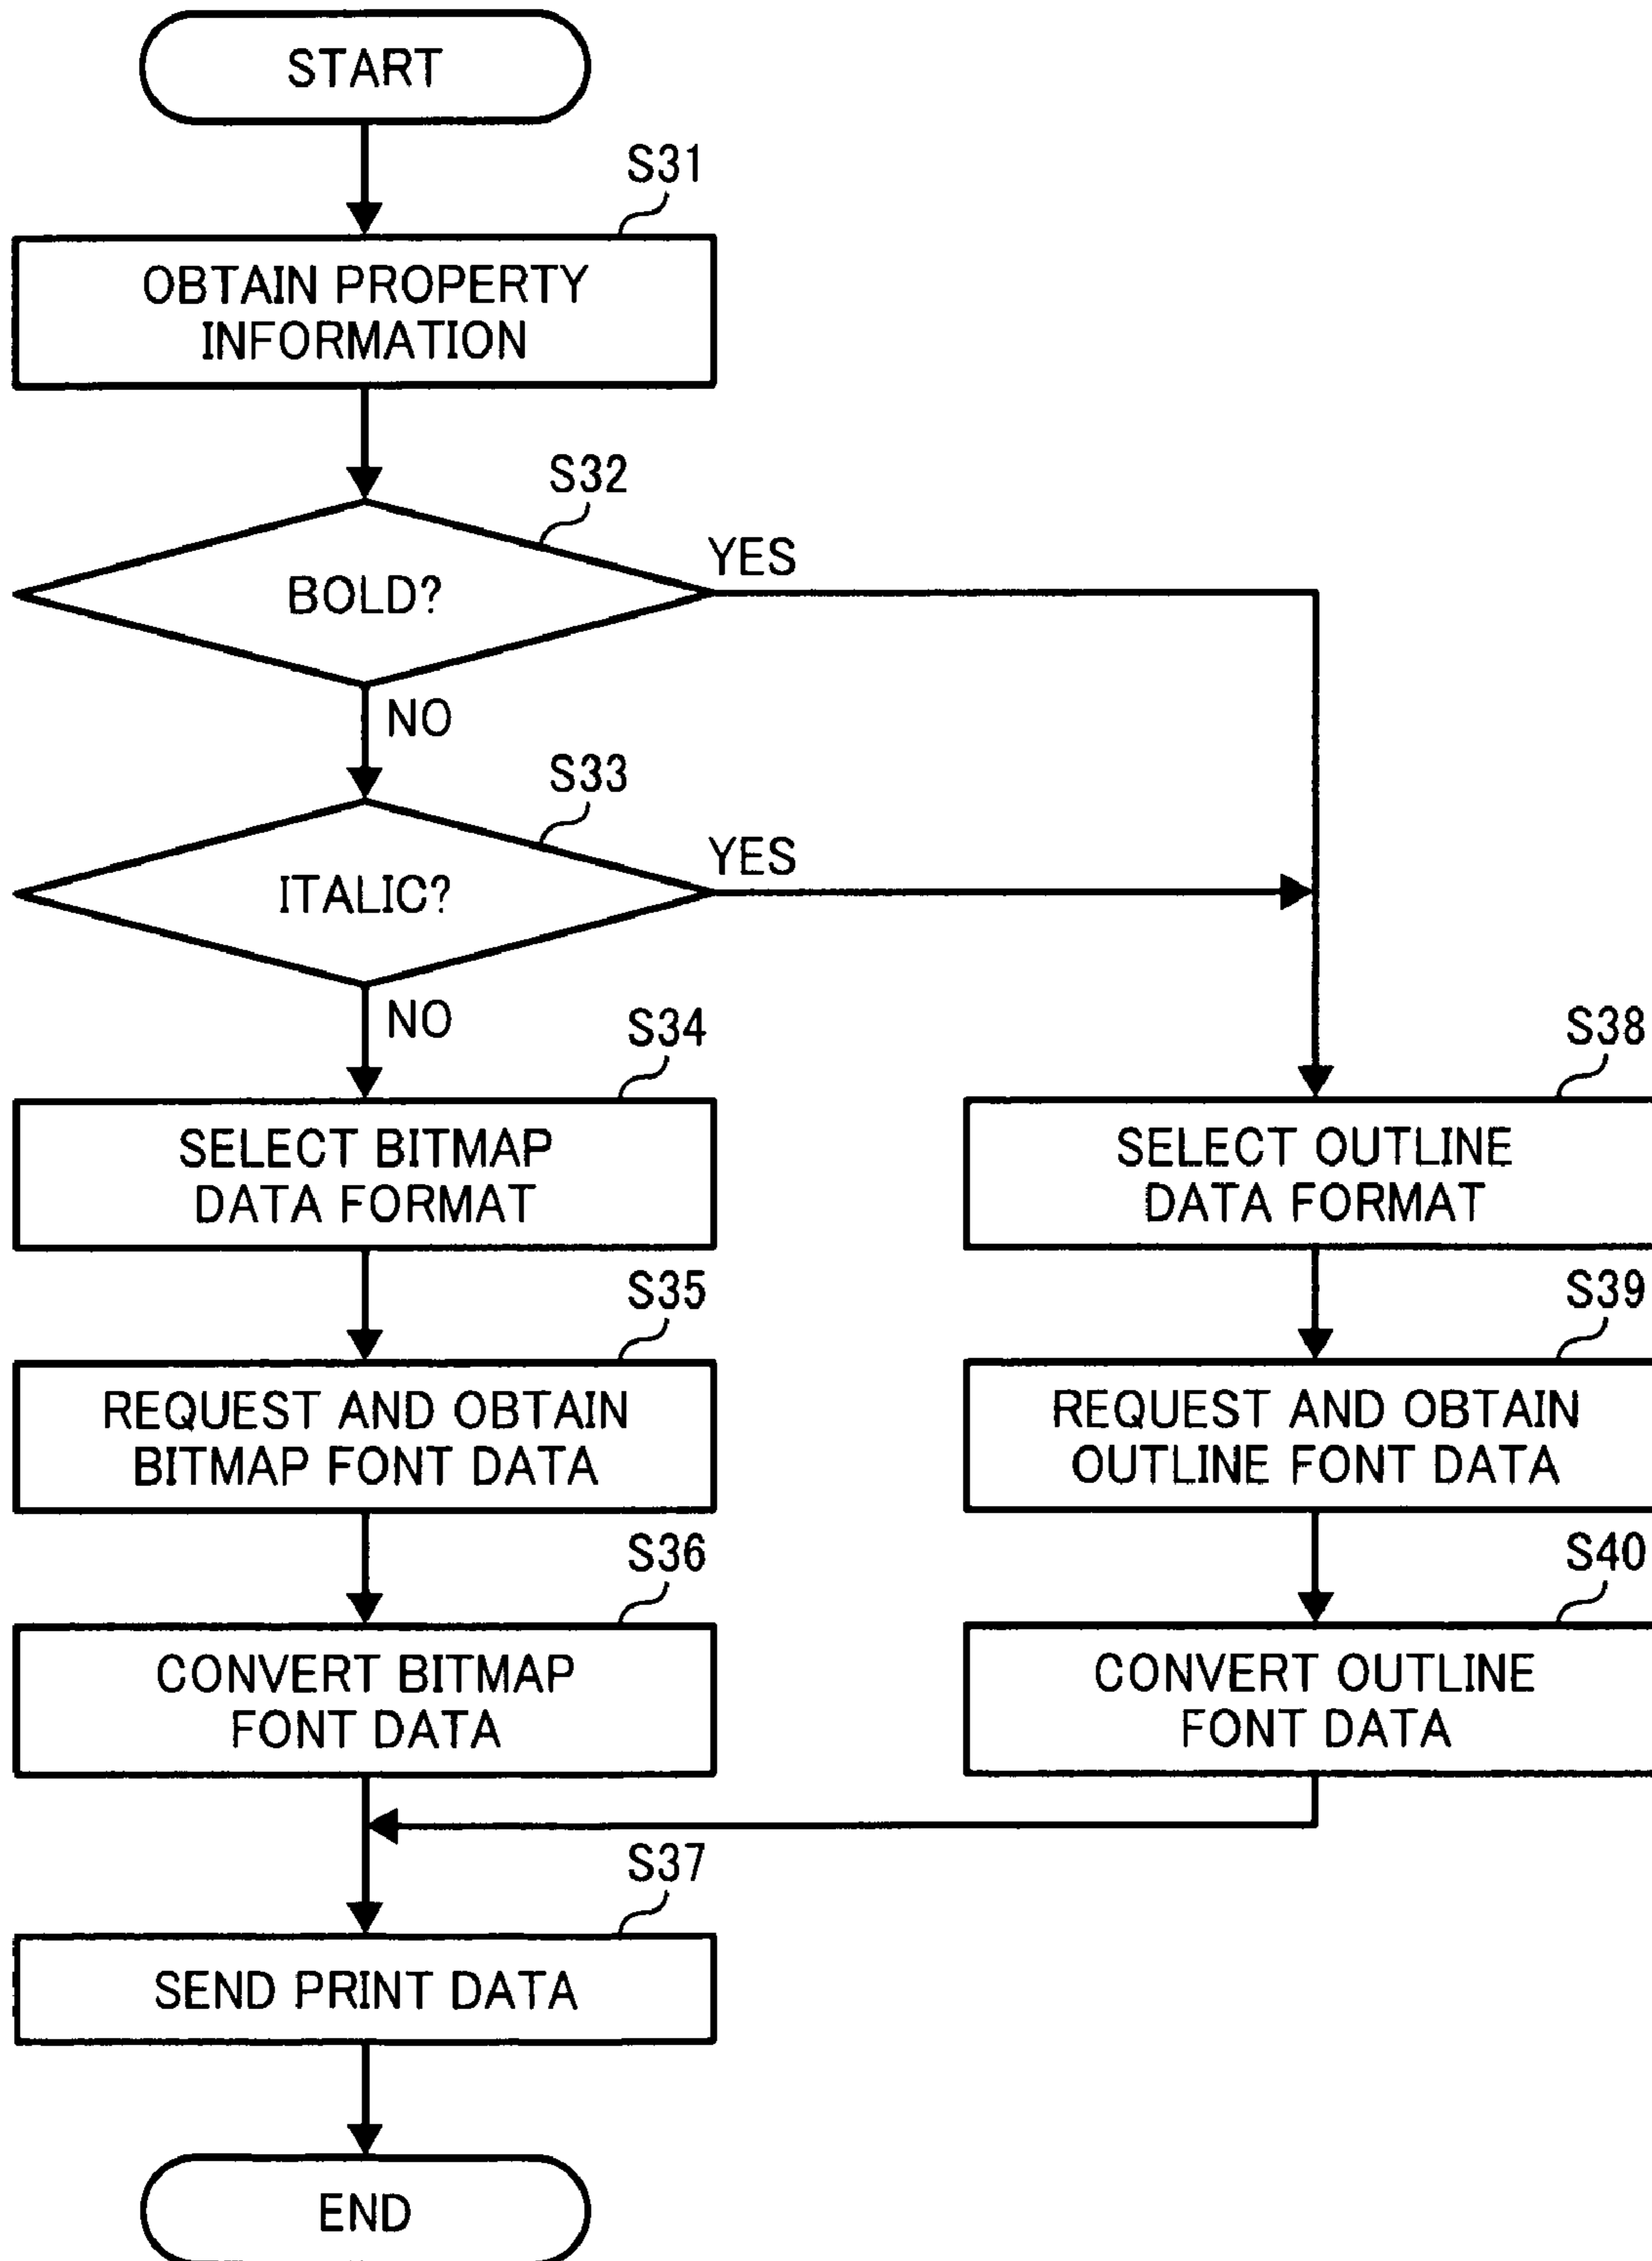 START
S31
OBTAIN PROPERTY
INFORMATION
S32
BOLD?
YES
NO
S33
ITALIC?
YES
NO
S34
SELECT BITMAP
DATA FORMAT
S38
SELECT OUTLINE
DATA FORMAT
S35
REQUEST AND OBTAIN
BITMAP FONT DATA
S39
REQUEST AND OBTAIN
OUTLINE FONT DATA
S36
CONVERT BITMAP
FONT DATA
S40
CONVERT OUTLINE
FONT DATA
S37
SEND PRINT DATA
END